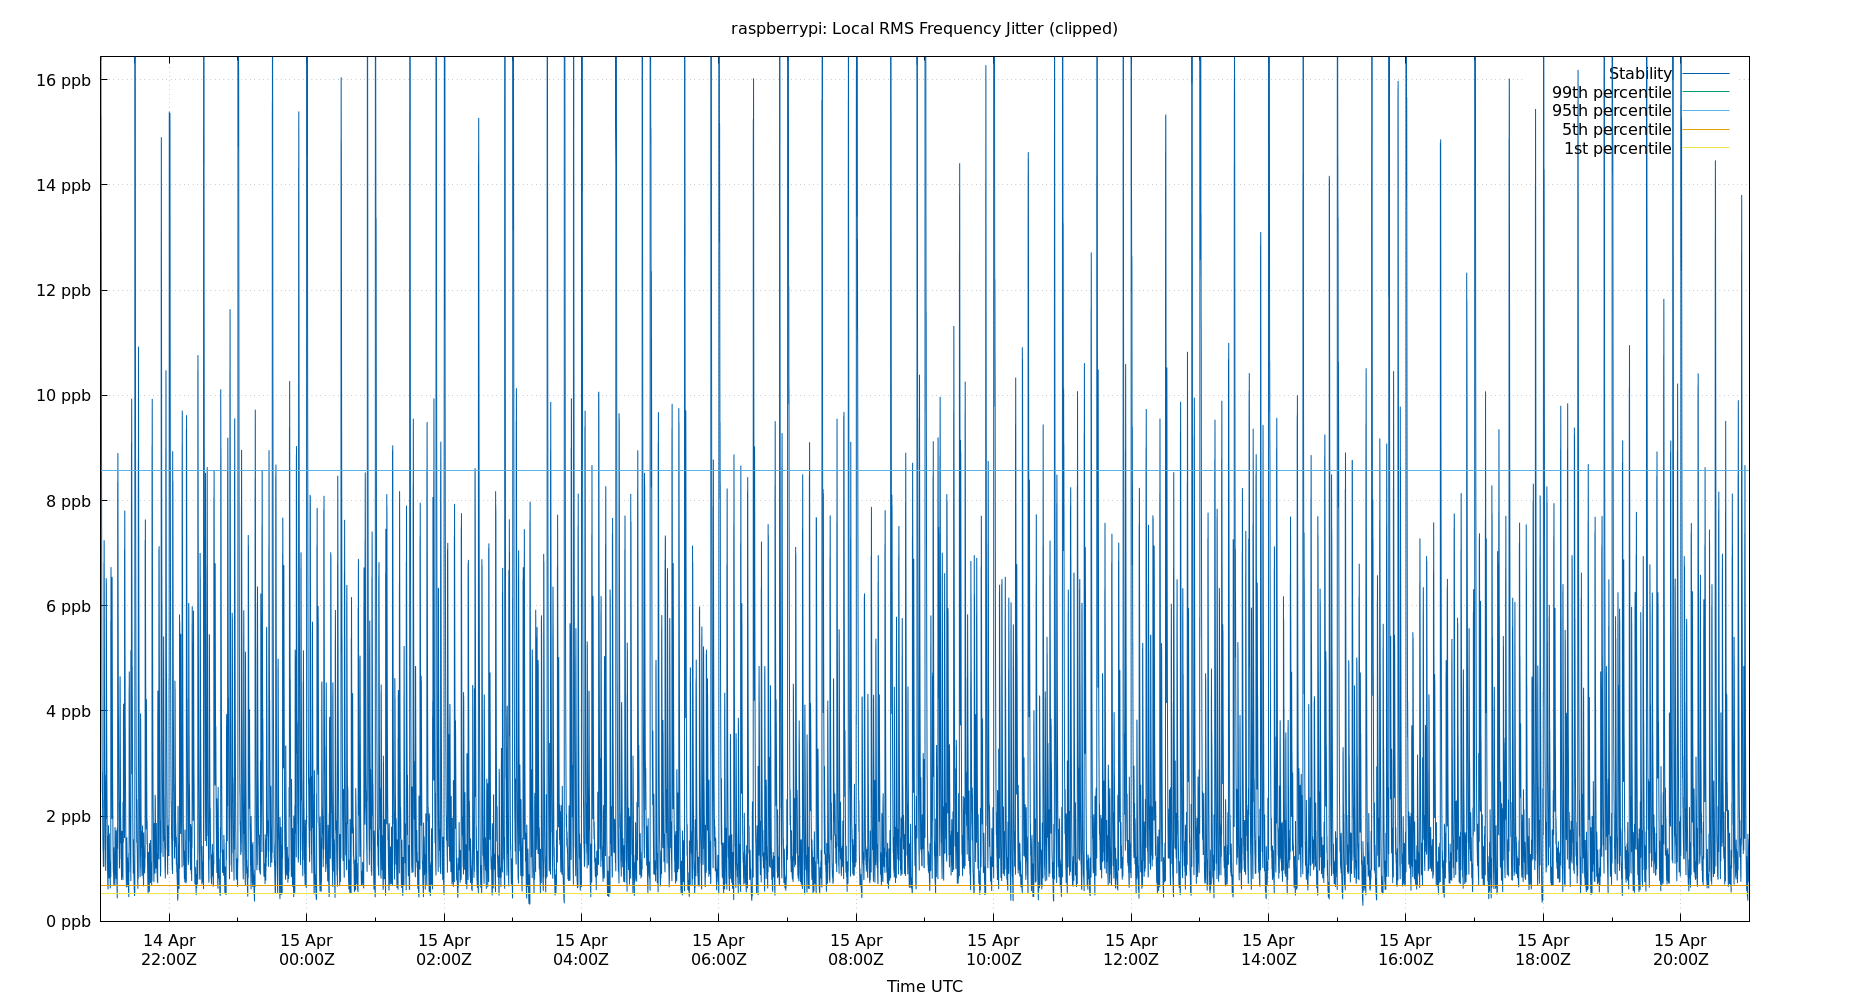 raspberrypi: Local RMS Frequency Jitter (clipped)
16 ppb
14 ppb
12 ppb
10 ppb
8 ppb
6 ppb
4 ppb
2 ppb
0 ppb
Stability
99th percentile
95th percentile
5th percentile
1st percentile
14 Apr 15 Apr 15 Apr 15 Apr 15 Apr 15 Apr 15 Apr 15 Apr 15 Apr 15 Apr 15 Apr 15 Apr
22:00Z 00:00Z 02:00Z 04:00Z 06:00Z 08:00Z 10:00Z 12:00Z 14:00Z 16:00Z 18:00Z 20:00Z
Time UTC